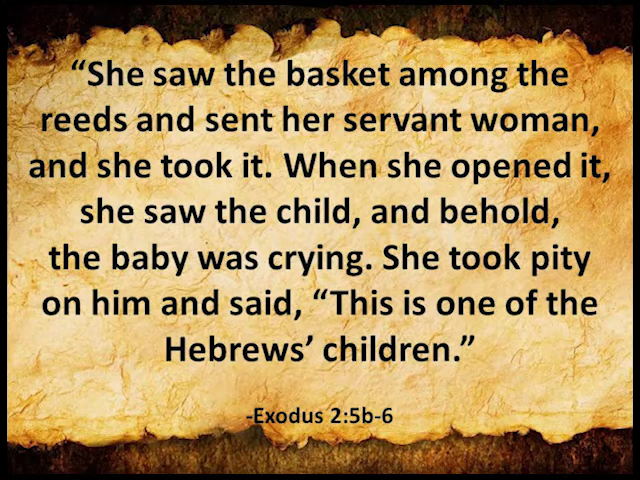 “She saw the basket among the
reeds and sent her servant woman,
and she took it. When she opened it,
she saw the child, and behold,
the baby was crying. She took pity
on him and said, “This is one of the
Hebrews’ children.”
-Exodus 2:5b-6